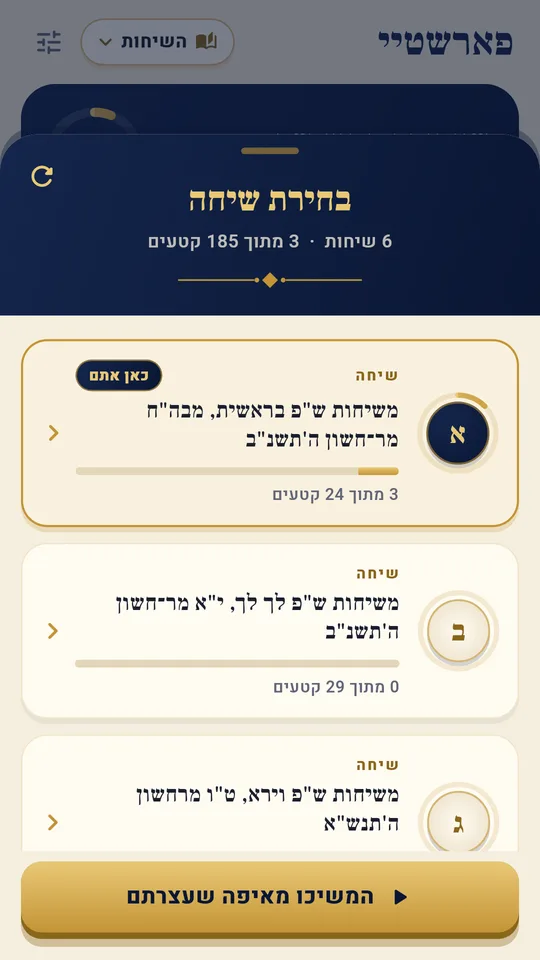 פארשטיי
השיחות
בחירת שיחה
6 שיחות · 3 מתוך 185 קטעים
שיחה
כאן אתם
א
משיחות ש"פ בראשית, מבה"ח
מר־חשון ה'תשנ"ב
3 מתוך 24 קטעים
שיחה
ב
משיחות ש"פ לך לך, י"א מר־חשון
ה'תשנ"ב
0 מתוך 29 קטעים
שיחה
ג
משיחות ש"פ וירא, ט"ו מרחשון
ה'תנש"א
המשיכו מאיפה שעצרתם